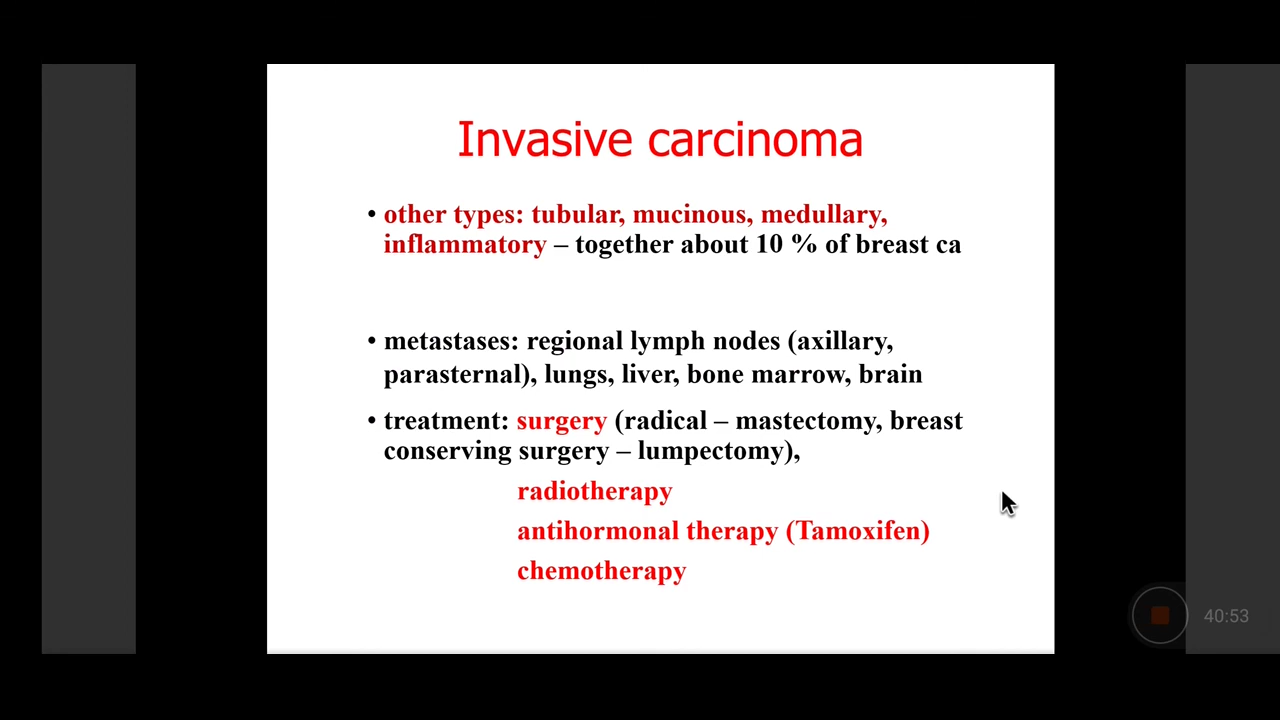 Invasive carcinoma
• other types: tubular, mucinous, medullary,
inflammatory – together about 10 % of breast ca
• metastases: regional lymph nodes (axillary,
parasternal), lungs, liver, bone marrow, brain
• treatment: surgery (radical – mastectomy, breast
conserving surgery – lumpectomy),
radiotherapy
antihormonal therapy (Tamoxifen)
chemotherapy
40:53